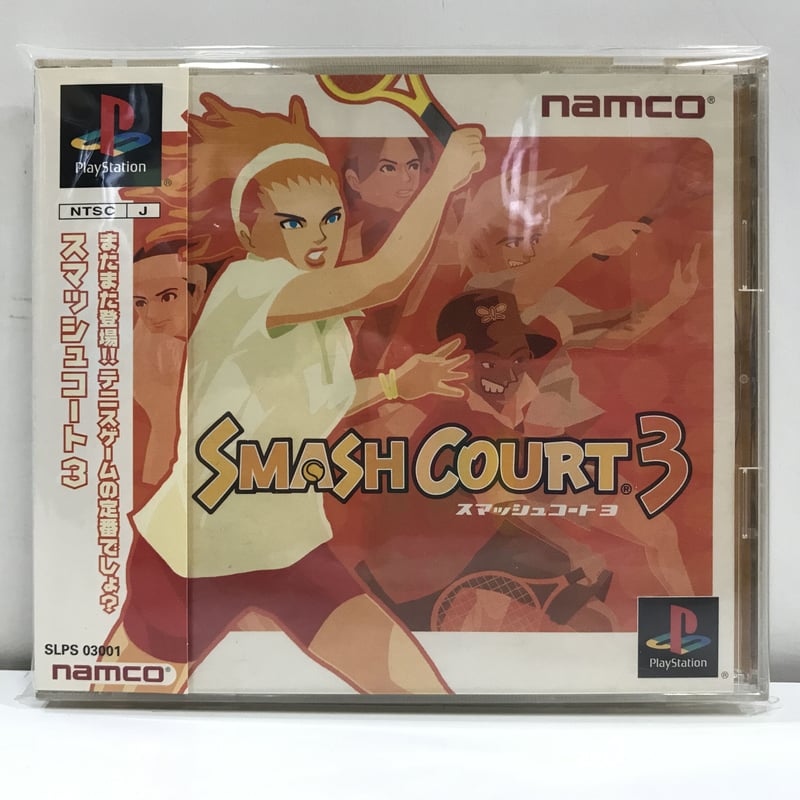 PlayStation
NTSC J
まだまだ登場!! テニスゲームの定番でしょ?
スマッシュコート3
SLPS 03001
namco
namco
SMASH COURT 3
スマッシュコート3
PlayStation